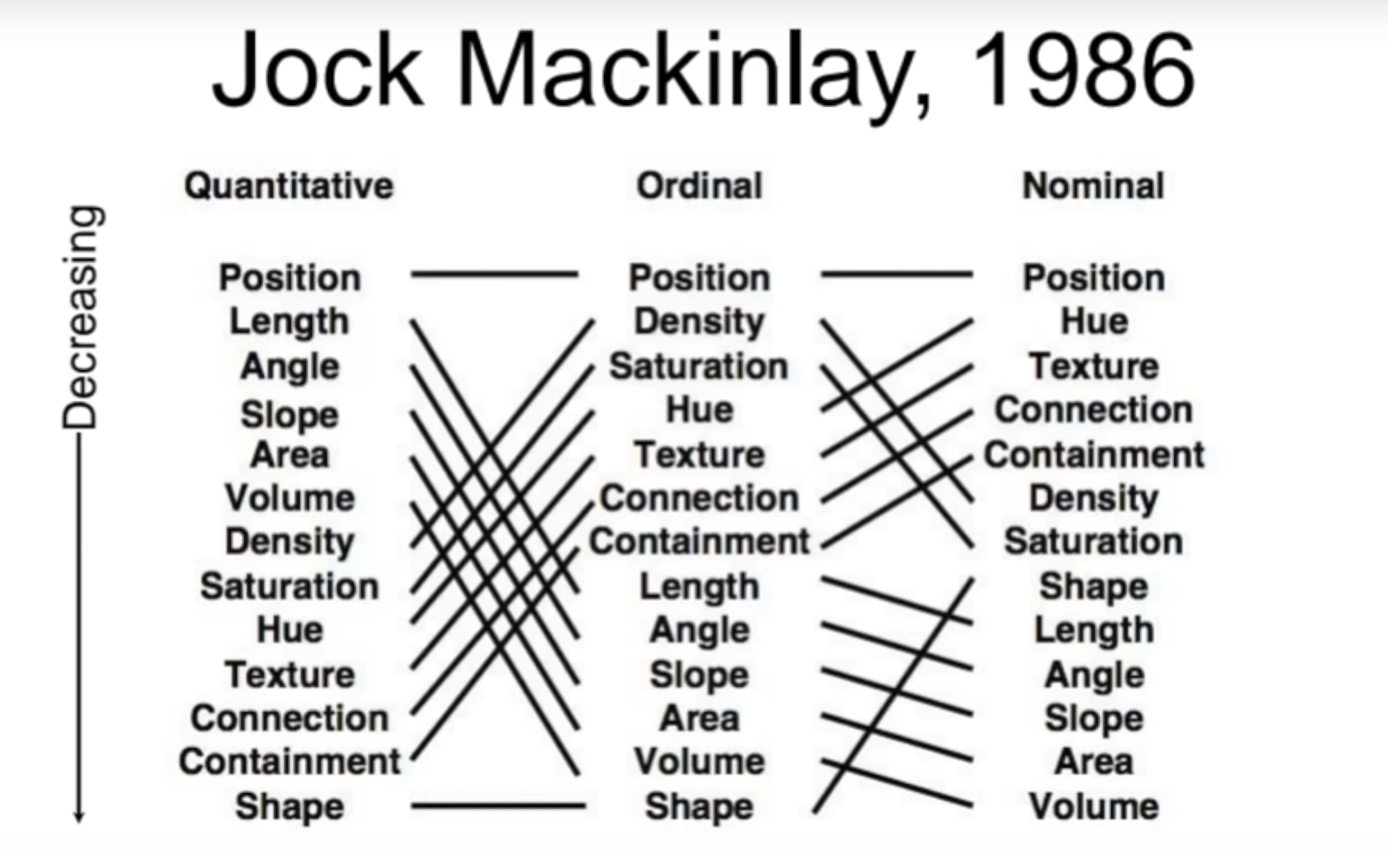 Jock Mackinlay, 1986
Quantitative Ordinal Nominal
Decreasing
Position Position Position
Length Density Hue
Angle Saturation Texture
Slope Hue Connection
Area Texture Containment
Volume Connection Density
Density Containment Saturation
Saturation Length Shape
Hue Angle Length
Texture Slope Angle
Connection Area Slope
Containment Volume Area
Shape Shape Volume